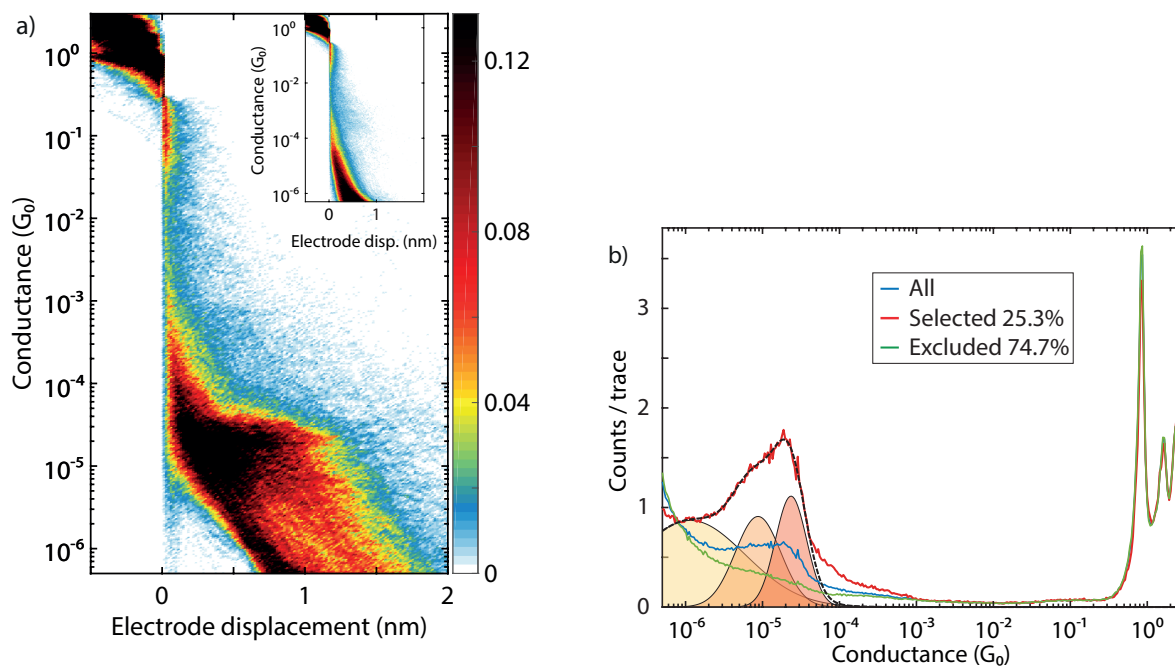 a)
Conductance (G₀)
10⁰
10⁻¹
10⁻²
10⁻³
10⁻⁴
10⁻⁵
10⁻⁶
0
1
2
Electrode displacement (nm)
Conductance (G₀)
10⁰
10⁻²
10⁻⁴
10⁻⁶
0
1
Electrode disp. (nm)
0.12
0.08
0.04
0
b)
Counts / trace
3
2
1
0
All
Selected 25.3%
Excluded 74.7%
10⁻⁶
10⁻⁵
10⁻⁴
10⁻³
10⁻²
10⁻¹
10⁰
Conductance (G₀)